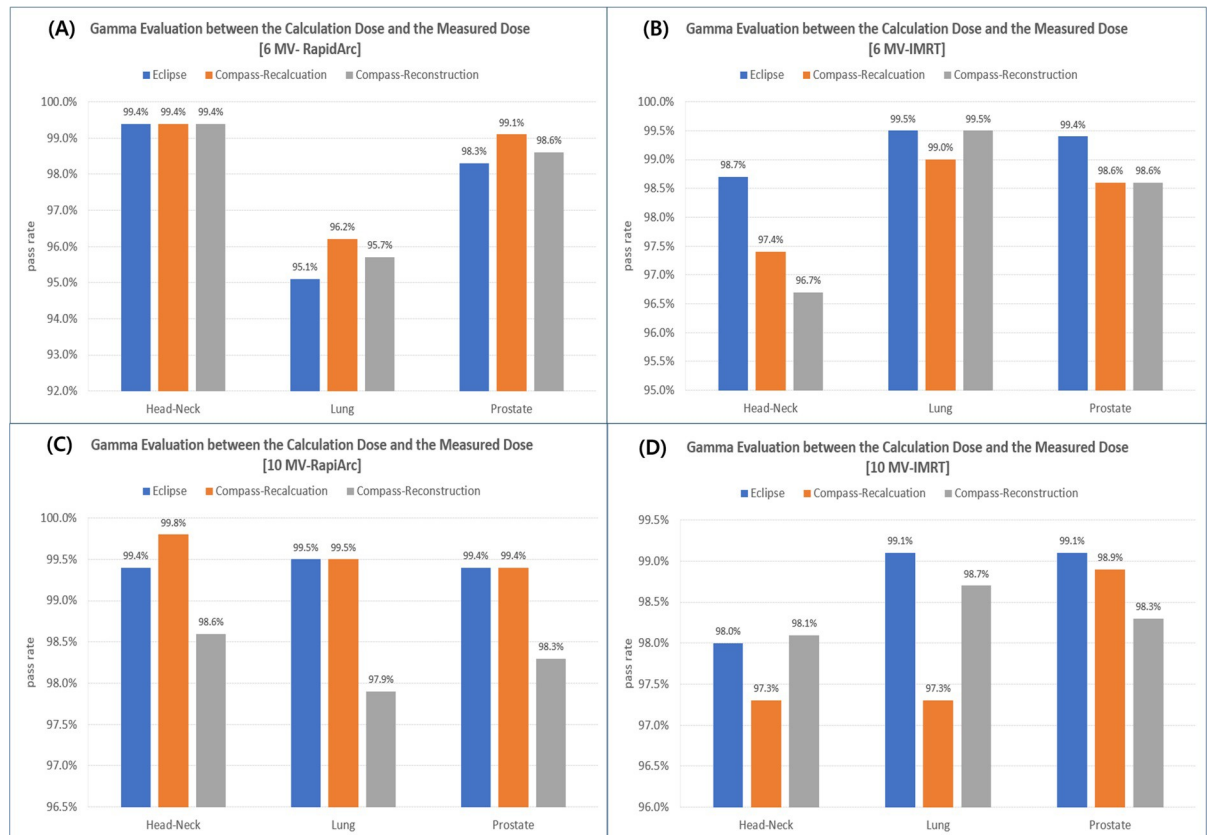 (A) Gamma Evaluation between the Calculation Dose and the Measured Dose
[6 MV- RapidArc]
Eclipse Compass-Recalcuation Compass-Reconstruction
100.0%
99.0%
98.0%
97.0%
96.0%
95.0%
94.0%
93.0%
92.0%
pass rate
99.4% 99.4% 99.4%
95.1% 96.2% 95.7%
98.3% 99.1% 98.6%
Head-Neck Lung Prostate
(B) Gamma Evaluation between the Calculation Dose and the Measured Dose
[6 MV-IMRT]
Eclipse Compass-Recalcuation Compass-Reconstruction
100.0%
99.5%
99.0%
98.5%
98.0%
97.5%
97.0%
96.5%
96.0%
95.5%
95.0%
pass rate
98.7% 97.4% 96.7%
99.5% 99.0% 99.5%
99.4% 98.6% 98.6%
Head-Neck Lung Prostate
(C) Gamma Evaluation between the Calculation Dose and the Measured Dose
[10 MV-RapiArc]
Eclipse Compass-Recalcuation Compass-Reconstruction
100.0%
99.5%
99.0%
98.5%
98.0%
97.5%
97.0%
96.5%
pass rate
99.4% 99.8% 98.6%
99.5% 99.5% 97.9%
99.4% 99.4% 98.3%
Head-Neck Lung Prostate
(D) Gamma Evaluation between the Calculation Dose and the Measured Dose
[10 MV-IMRT]
Eclipse Compass-Recalcuation Compass-Reconstruction
99.5%
99.0%
98.5%
98.0%
97.5%
97.0%
96.5%
96.0%
pass rate
98.0% 97.3% 98.1%
99.1% 97.3% 98.7%
99.1% 98.9% 98.3%
Head-Neck Lung Prostate